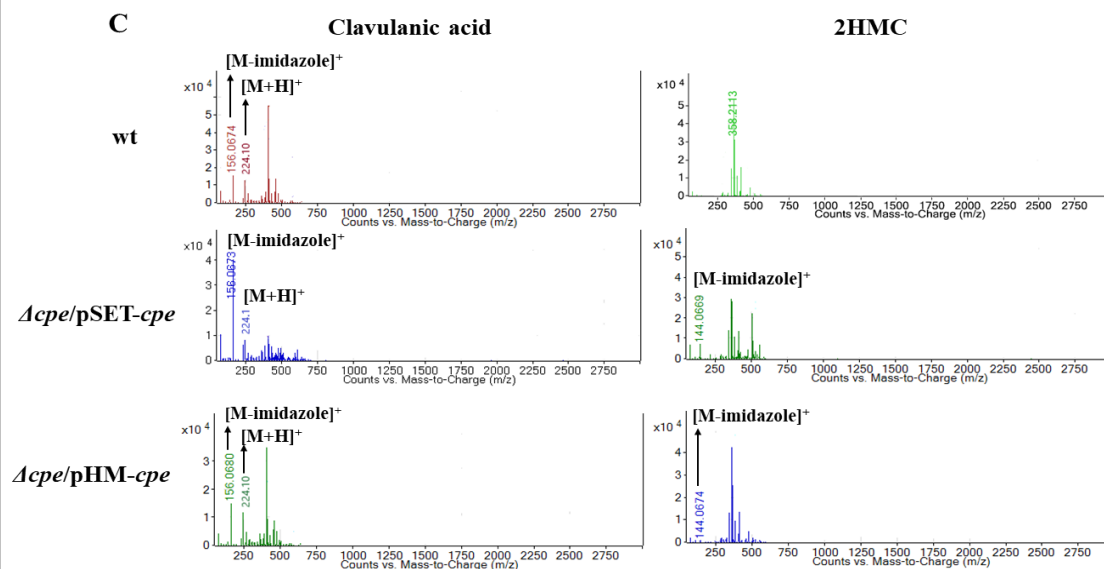 C
Clavulanic acid
2HMC
wt
[M-imidazole]+
[M+H]+
x10 4
5
4
3
2
1
0
156.0674
224.10
250 500 750 1000 1250 1500 1750 2000 2250 2500 2750
Counts vs. Mass-to-Charge (m/z)
x10 4
5
4
3
2
1
0
358.2113
250 500 750 1000 1250 1500 1750 2000 2250 2500 2750
Counts vs. Mass-to-Charge (m/z)
Δcpe/pSET-cpe
[M-imidazole]+
[M+H]+
x10 4
4
3
2
1
0
156.0673
224.1
250 500 750 1000 1250 1500 1750 2000 2250 2500 2750
Counts vs. Mass-to-Charge (m/z)
[M-imidazole]+
x10 4
5
4
3
2
1
0
144.0669
250 500 750 1000 1250 1500 1750 2000 2250 2500 2750
Counts vs. Mass-to-Charge (m/z)
Δcpe/pHM-cpe
[M-imidazole]+
[M+H]+
x10 4
3
2
1
0
156.0680
224.10
250 500 750 1000 1250 1500 1750 2000 2250 2500 2750
Counts vs. Mass-to-Charge (m/z)
[M-imidazole]+
x10 4
4
3
2
1
0
144.0674
250 500 750 1000 1250 1500 1750 2000 2250 2500 2750
Counts vs. Mass-to-Charge (m/z)